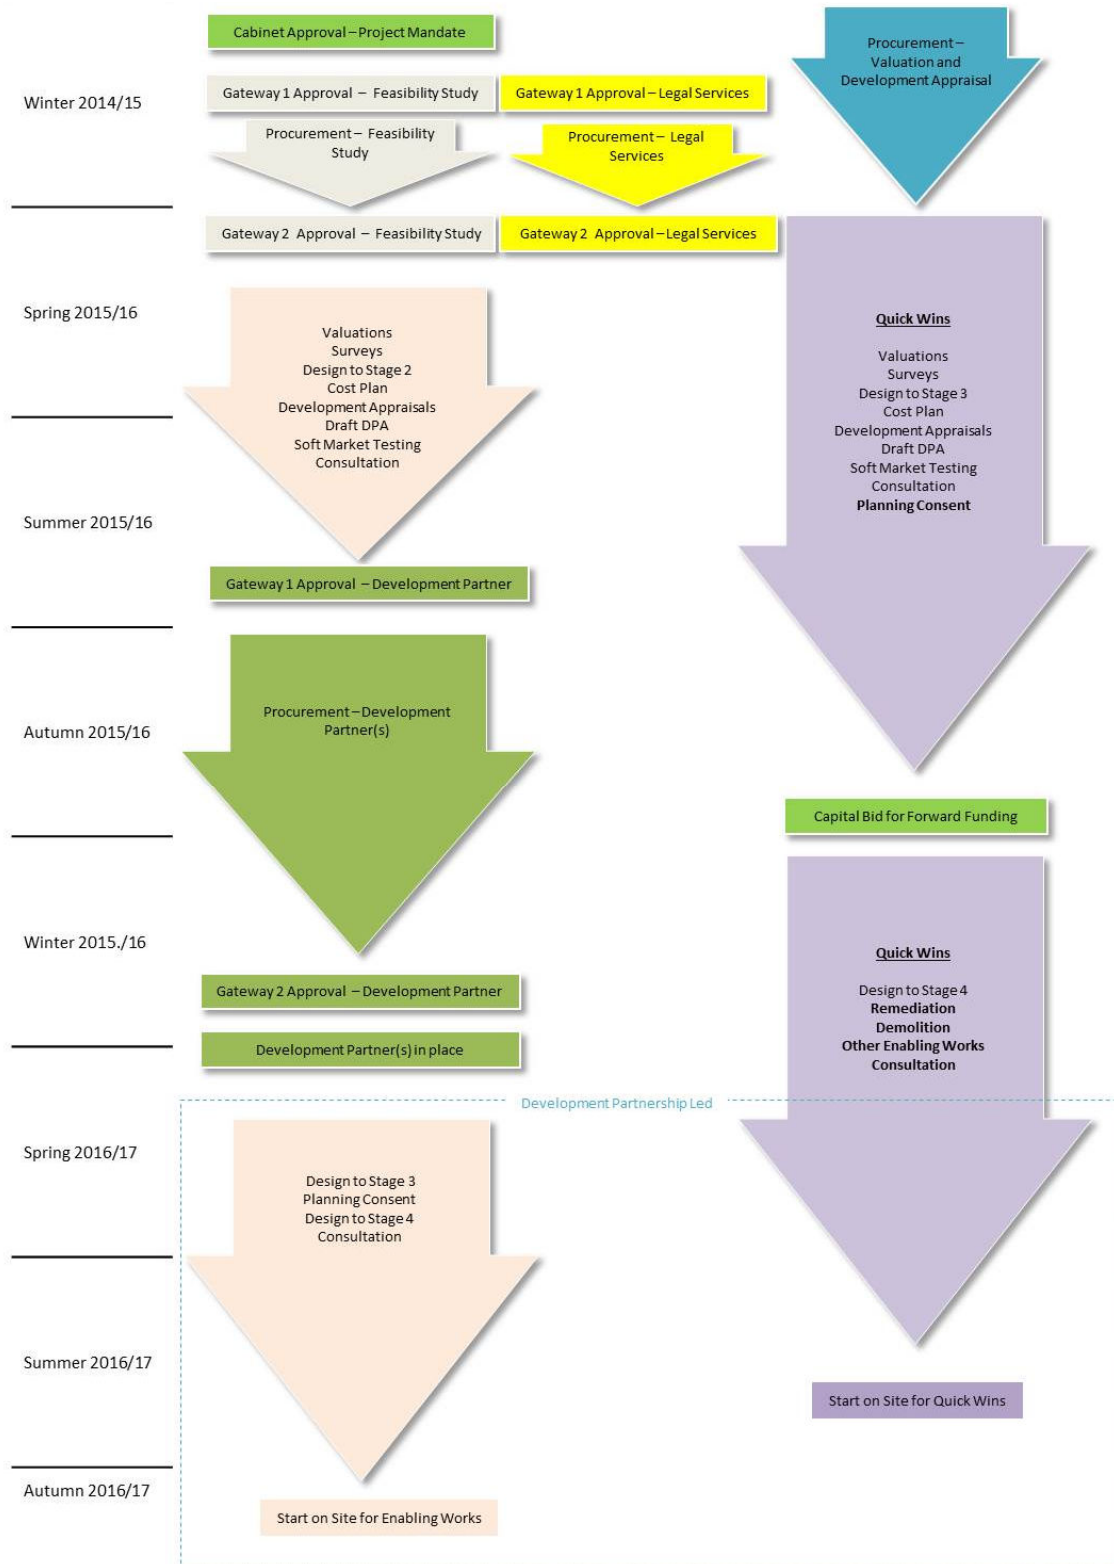 Cabinet Approval – Project Mandate
Procurement –
Valuation and
Development Appraisal
Winter 2014/15
Gateway 1 Approval – Feasibility Study
Gateway 1 Approval – Legal Services
Procurement – Feasibility
Study
Procurement – Legal
Services
Gateway 2 Approval – Feasibility Study
Gateway 2 Approval – Legal Services
Spring 2015/16
Valuations
Surveys
Design to Stage 2
Cost Plan
Development Appraisals
Draft DPA
Soft Market Testing
Consultation
Quick Wins
Valuations
Surveys
Design to Stage 3
Cost Plan
Development Appraisals
Draft DPA
Soft Market Testing
Consultation
Planning Consent
Summer 2015/16
Gateway 1 Approval – Development Partner
Autumn 2015/16
Procurement – Development
Partner(s)
Capital Bid for Forward Funding
Winter 2015./16
Gateway 2 Approval – Development Partner
Development Partner(s) in place
Quick Wins
Design to Stage 4
Remediation
Demolition
Other Enabling Works
Consultation
Development Partnership Led
Spring 2016/17
Design to Stage 3
Planning Consent
Design to Stage 4
Consultation
Summer 2016/17
Start on Site for Quick Wins
Autumn 2016/17
Start on Site for Enabling Works